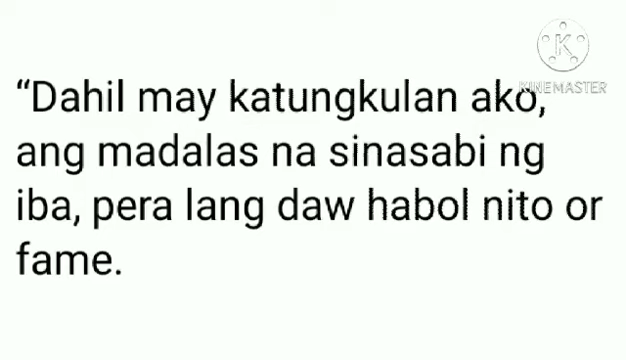 K
KINEMASTER
“Dahil may katungkulan ako,
ang madalas na sinasabi ng
iba, pera lang daw habol nito or
fame.